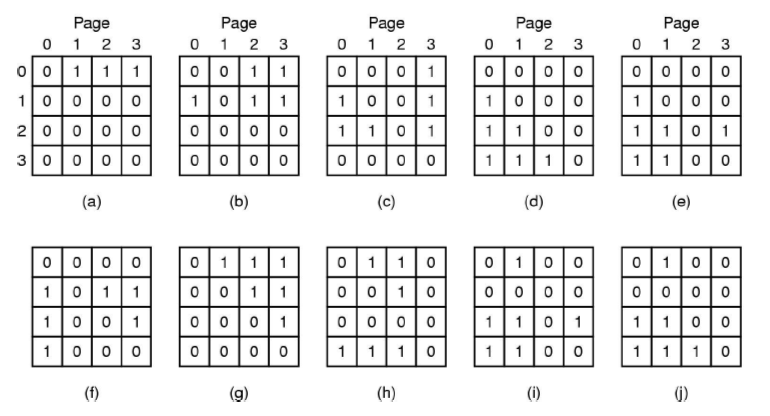 Page Page Page Page Page
0 1 2 3 0 1 2 3 0 1 2 3 0 1 2 3 0 1 2 3
0 0 1 1 1 0 0 1 1 0 0 0 1 0 0 0 0 0 0 0 0
1 0 0 0 0 1 0 1 1 1 0 0 1 1 0 0 0 1 0 0 0
2 0 0 0 0 0 0 0 0 1 1 0 1 1 1 0 0 1 1 0 1
3 0 0 0 0 0 0 0 0 0 0 0 0 1 1 1 0 1 1 0 0
(a) (b) (c) (d) (e)
0 0 0 0 0 1 1 1 0 1 1 0 0 1 0 0 0 1 0 0
1 0 1 1 0 0 1 1 0 0 1 0 0 0 0 0 0 0 0 0
1 0 0 1 0 0 0 1 0 0 0 0 1 1 0 1 1 1 0 0
1 0 0 0 0 0 0 0 1 1 1 0 1 1 0 0 1 1 1 0
(f) (g) (h) (i) (j)